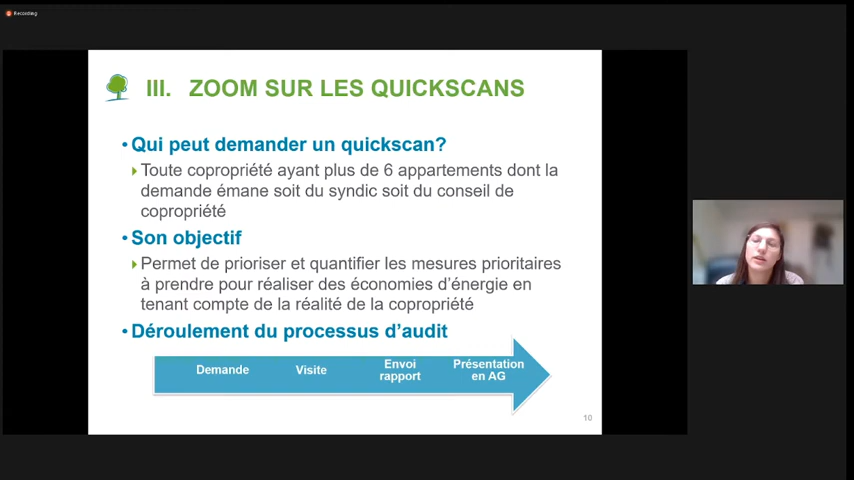 Recording
III. ZOOM SUR LES QUICKSCANS
• Qui peut demander un quickscan?
Toute copropriété ayant plus de 6 appartements dont la
demande émane soit du syndic soit du conseil de
copropriété
• Son objectif
Permet de prioriser et quantifier les mesures prioritaires
à prendre pour réaliser des économies d'énergie en
tenant compte de la réalité de la copropriété
• Déroulement du processus d'audit
Demande
Visite
Envoi
rapport
Présentation
en AG
10